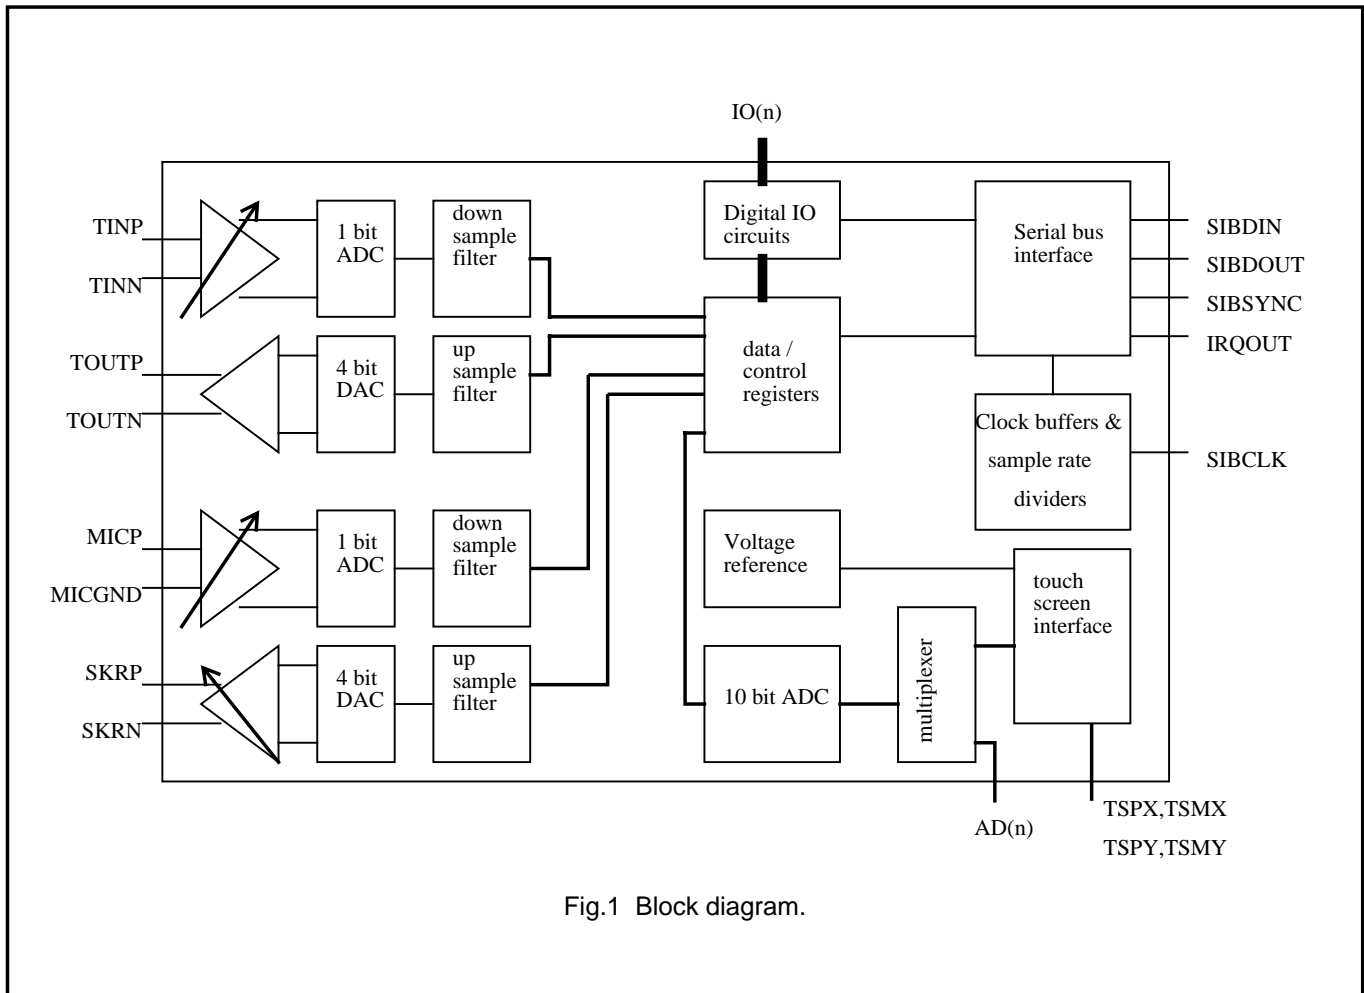 IO(n)
TINP
TINN
1 bit
ADC
down
sample
filter
Digital IO
circuits
Serial bus
interface
SIBDIN
SIBDOUT
SIBSYNC
IRQOUT
TOUTP
TOUTN
4 bit
DAC
up
sample
filter
data /
control
registers
Clock buffers &
sample rate
dividers
SIBCLK
MICP
MICGND
1 bit
ADC
down
sample
filter
Voltage
reference
touch
screen
interface
SKRP
SKRN
4 bit
DAC
up
sample
filter
10 bit ADC
multiplexer
AD(n)
TSPX,TSMX
TSPY,TSMY
Fig.1 Block diagram.